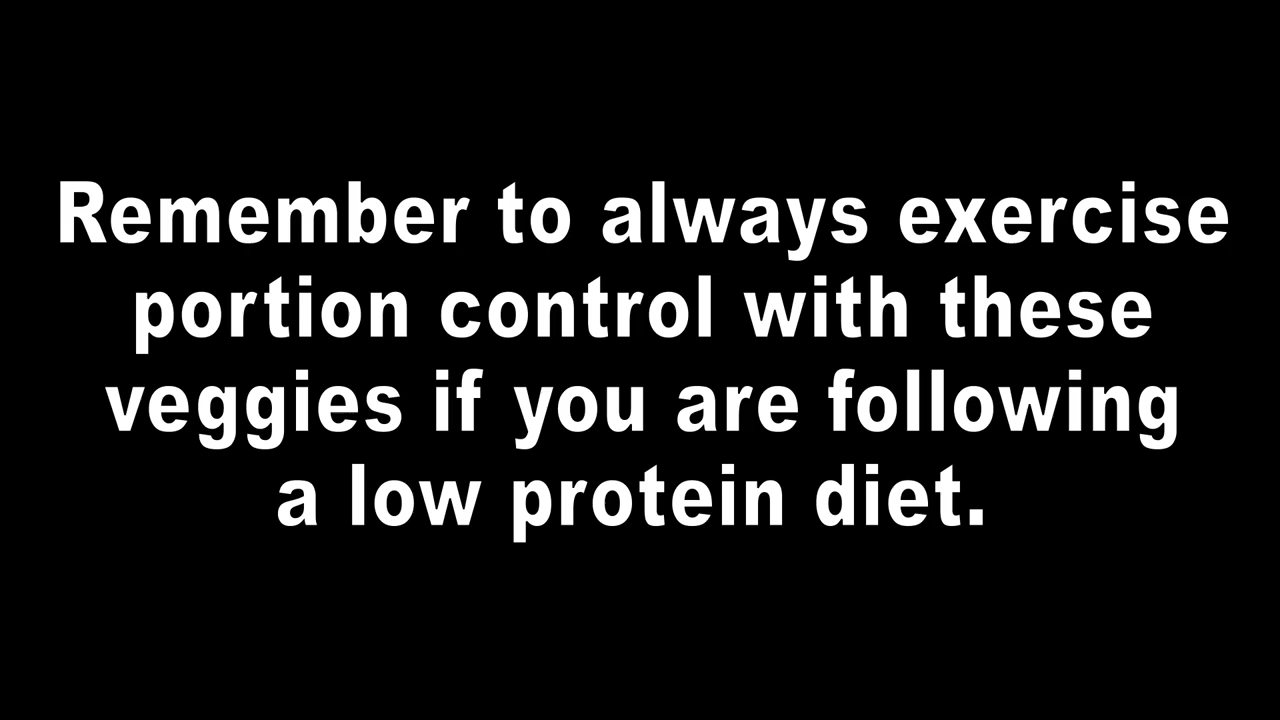 Remember to always exercise
portion control with these
veggies if you are following
a low protein diet.